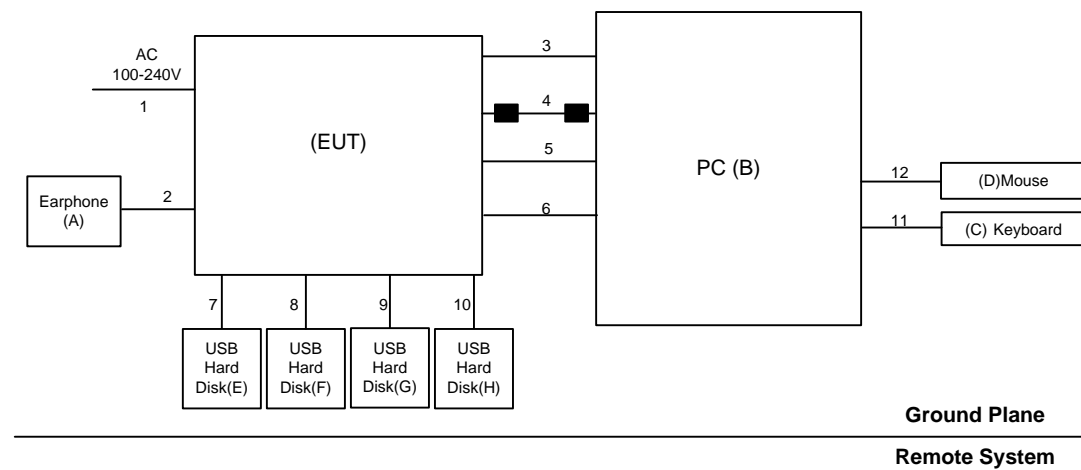 AC
100-240V
1
Earphone
(A)
2
(EUT)
3
4
5
6
PC (B)
12
(D)Mouse
11
(C) Keyboard
7
8
9
10
USB
Hard
Disk(E)
USB
Hard
Disk(F)
USB
Hard
Disk(G)
USB
Hard
Disk(H)
Ground Plane
Remote System